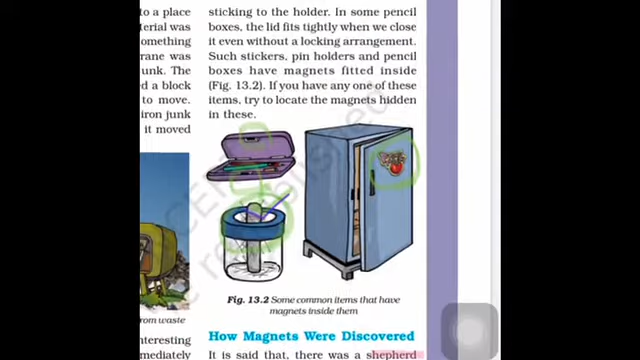 to a place
terial was
omething
rane was
unk. The
ed a block
to move.
iron junk
it moved
rom waste
nteresting
mediately
sticking to the holder. In some pencil
boxes, the lid fits tightly when we close
it even without a locking arrangement.
Such stickers, pin holders and pencil
boxes have magnets fitted inside
(Fig. 13.2). If you have any one of these
items, try to locate the magnets hidden
in these.
Fig. 13.2 Some common items that have
magnets inside them
How Magnets Were Discovered
It is said that, there was a shepherd